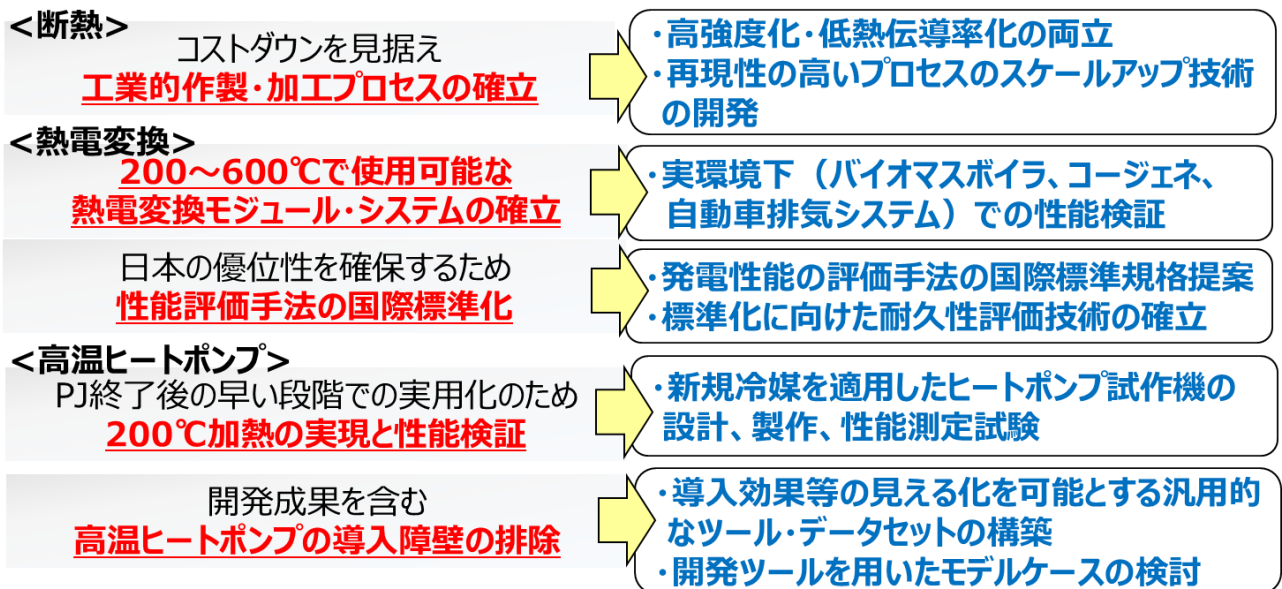 <断熱>
コストダウンを見据え
工業的作製・加工プロセスの確立
・高強度化・低熱伝導率化の両立
・再現性の高いプロセスのスケールアップ技術
の開発
<熱電変換>
200～600℃で使用可能な
熱電変換モジュール・システムの確立
・実環境下（バイオマスボイラ、コージェネ、
自動車排気システム）での性能検証
日本の優位性を確保するため
性能評価手法の国際標準化
・発電性能の評価手法の国際標準規格提案
・標準化に向けた耐久性評価技術の確立
<高温ヒートポンプ>
PJ終了後の早い段階での実用化のため
200℃加熱の実現と性能検証
・新規冷媒を適用したヒートポンプ試作機の
設計、製作、性能測定試験
開発成果を含む
高温ヒートポンプの導入障壁の排除
・導入効果等の見える化を可能とする汎用的
なツール・データセットの構築
・開発ツールを用いたモデルケースの検討